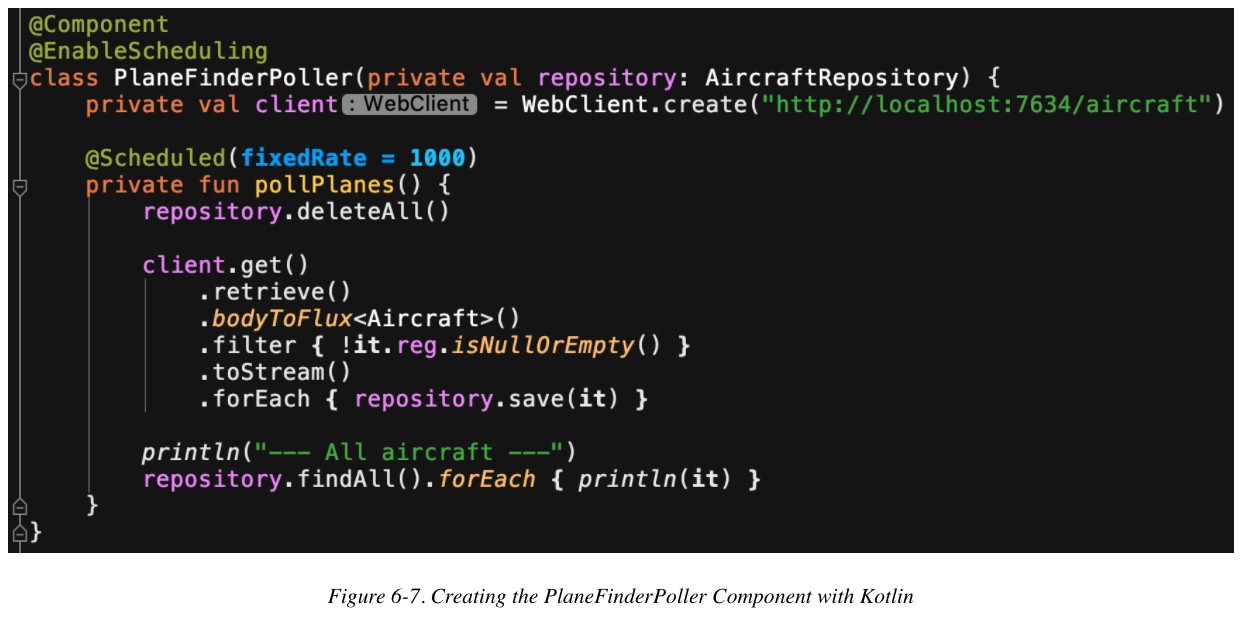 @Component
@EnableScheduling
class PlaneFinderPoller(private val repository: AircraftRepository) {
    private val client : WebClient = WebClient.create("http://localhost:7634/aircraft")

    @Scheduled(fixedRate = 1000)
    private fun pollPlanes() {
        repository.deleteAll()

        client.get()
            .retrieve()
            .bodyToFlux<Aircraft>()
            .filter { !it.reg.isNullOrEmpty() }
            .toStream()
            .forEach { repository.save(it) }

        println("--- All aircraft ---")
        repository.findAll().forEach { println(it) }
    }
}
Figure 6-7. Creating the PlaneFinderPoller Component with Kotlin